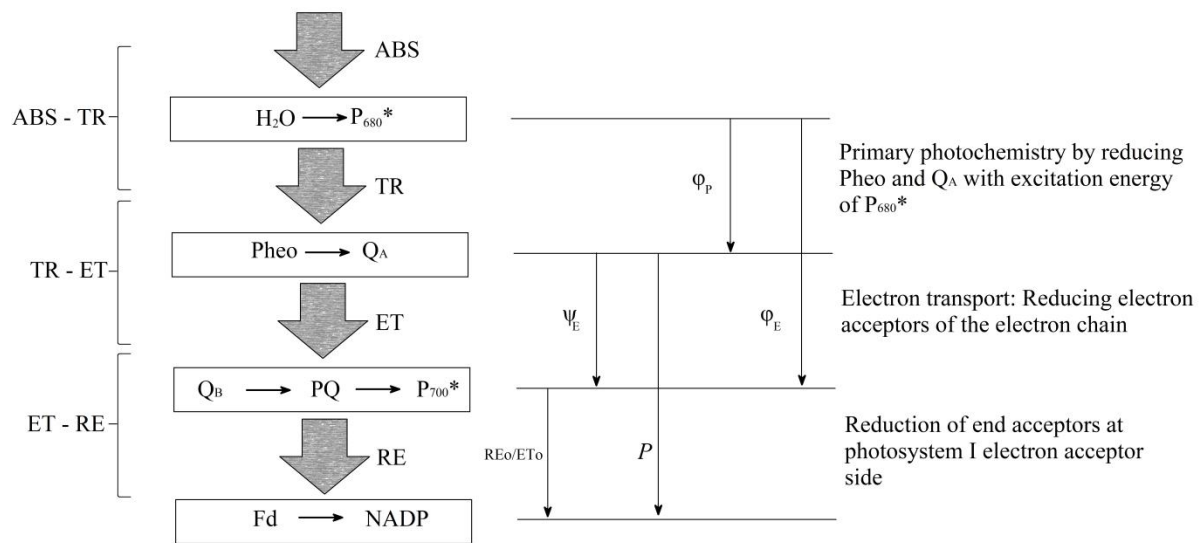 ABS
ABS - TR
H₂O → P₆₈₀*
TR
φP
Primary photochemistry by reducing
Pheo and QA with excitation energy
of P₆₈₀*
TR - ET
Pheo → QA
ET
ψE
φE
Electron transport: Reducing electron
acceptors of the electron chain
ET - RE
QB → PQ → P₇₀₀*
RE
REo/ETo
P
Reduction of end acceptors at
photosystem I electron acceptor
side
Fd → NADP